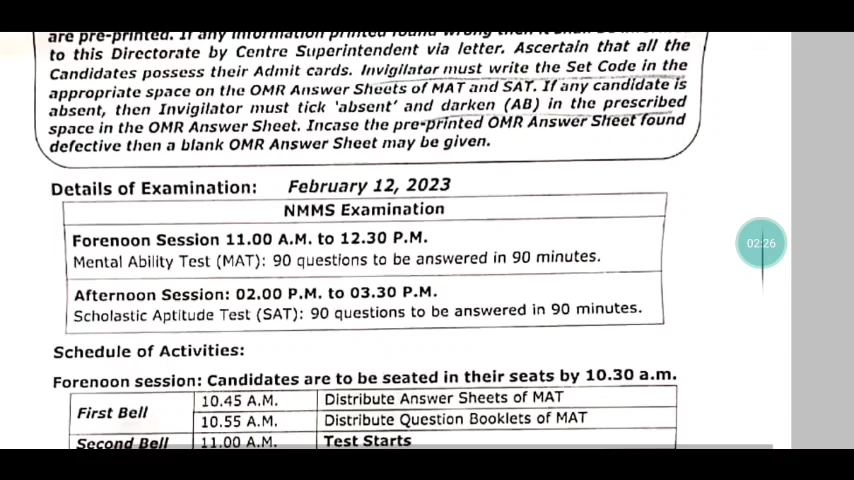 are pre-printed. If any information printed found wrong then it shall be informed
to this Directorate by Centre Superintendent via letter. Ascertain that all the
Candidates possess their Admit cards. Invigilator must write the Set Code in the
appropriate space on the OMR Answer Sheets of MAT and SAT. If any candidate is
absent, then Invigilator must tick 'absent' and darken (AB) in the prescribed
space in the OMR Answer Sheet. Incase the pre-printed OMR Answer Sheet found
defective then a blank OMR Answer Sheet may be given.
Details of Examination: February 12, 2023
NMMS Examination
Forenoon Session 11.00 A.M. to 12.30 P.M.
Mental Ability Test (MAT): 90 questions to be answered in 90 minutes.
02:26
Afternoon Session: 02.00 P.M. to 03.30 P.M.
Scholastic Aptitude Test (SAT): 90 questions to be answered in 90 minutes.
Schedule of Activities:
Forenoon session: Candidates are to be seated in their seats by 10.30 a.m.
First Bell
10.45 A.M. Distribute Answer Sheets of MAT
10.55 A.M. Distribute Question Booklets of MAT
Second Bell 11.00 A.M. Test Starts